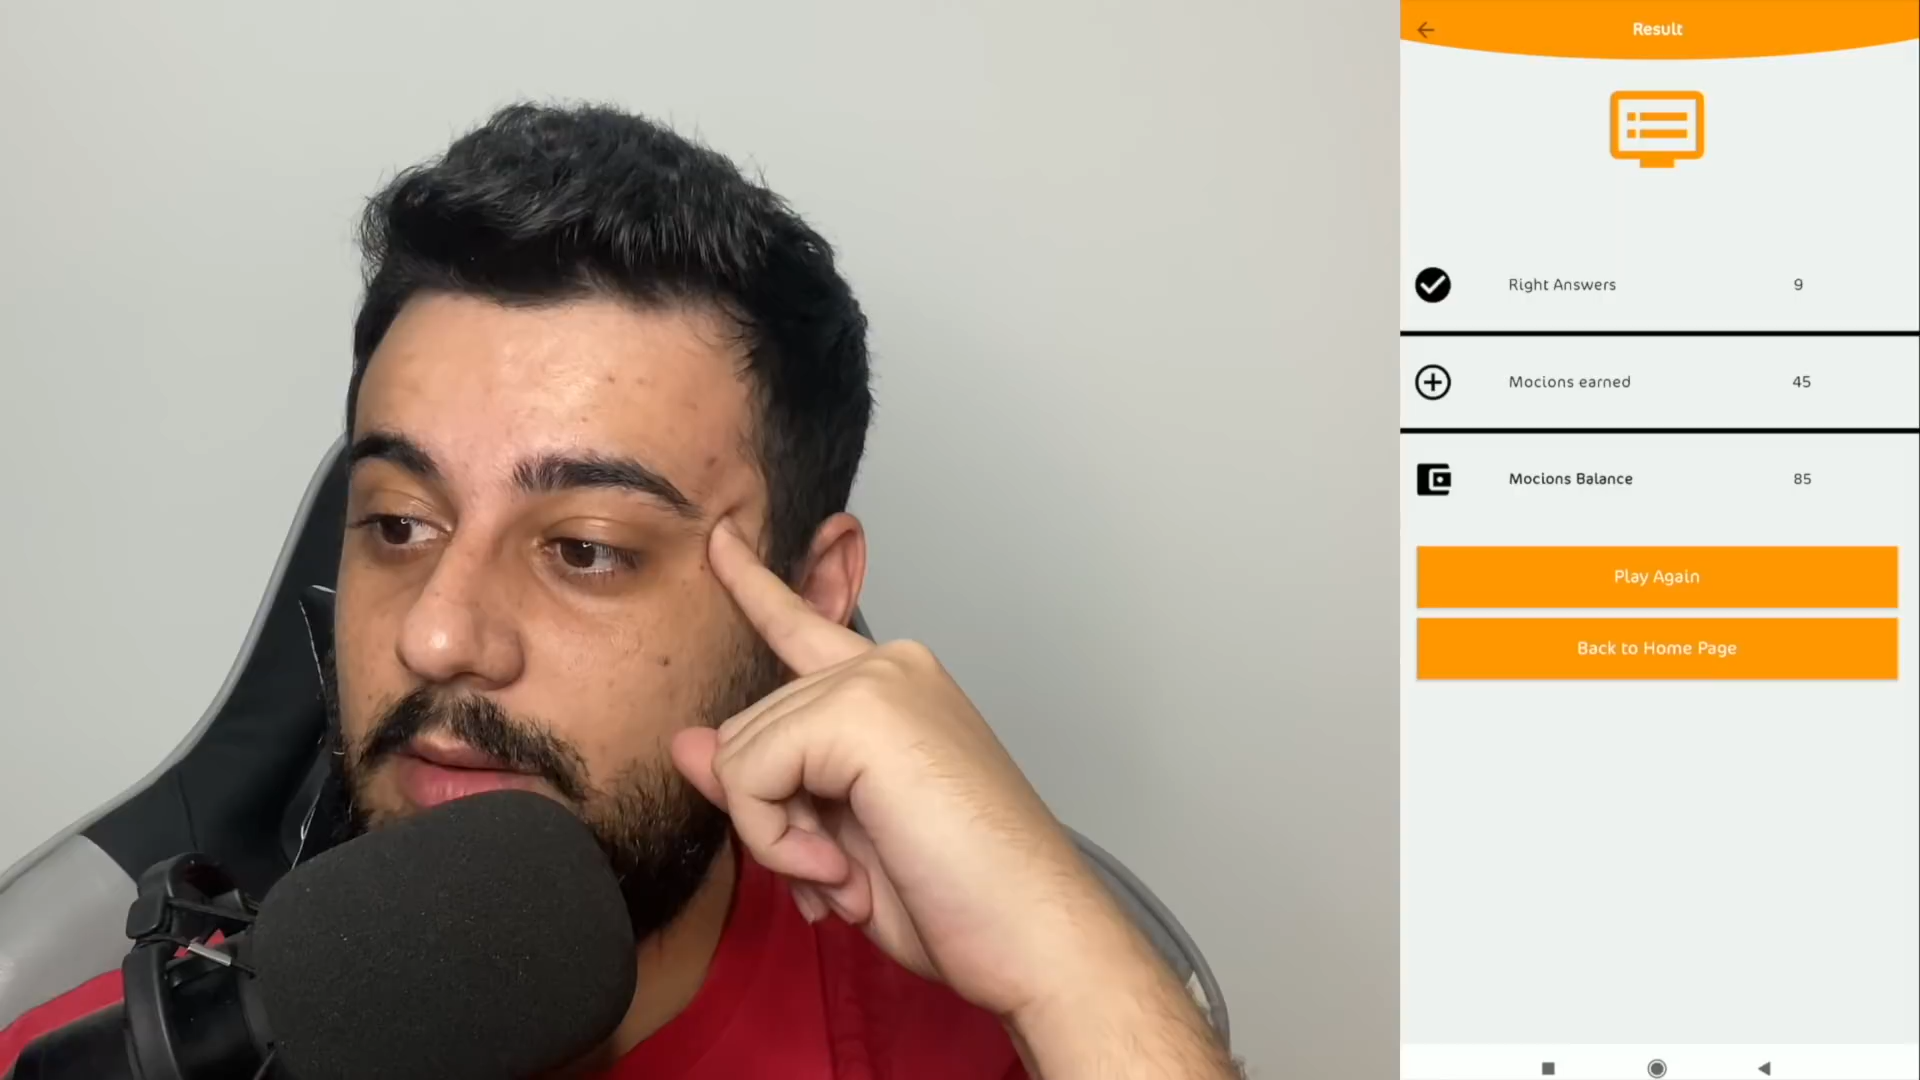 Result
Right Answers 9
Mocions earned 45
Mocions Balance 85
Play Again
Back to Home Page